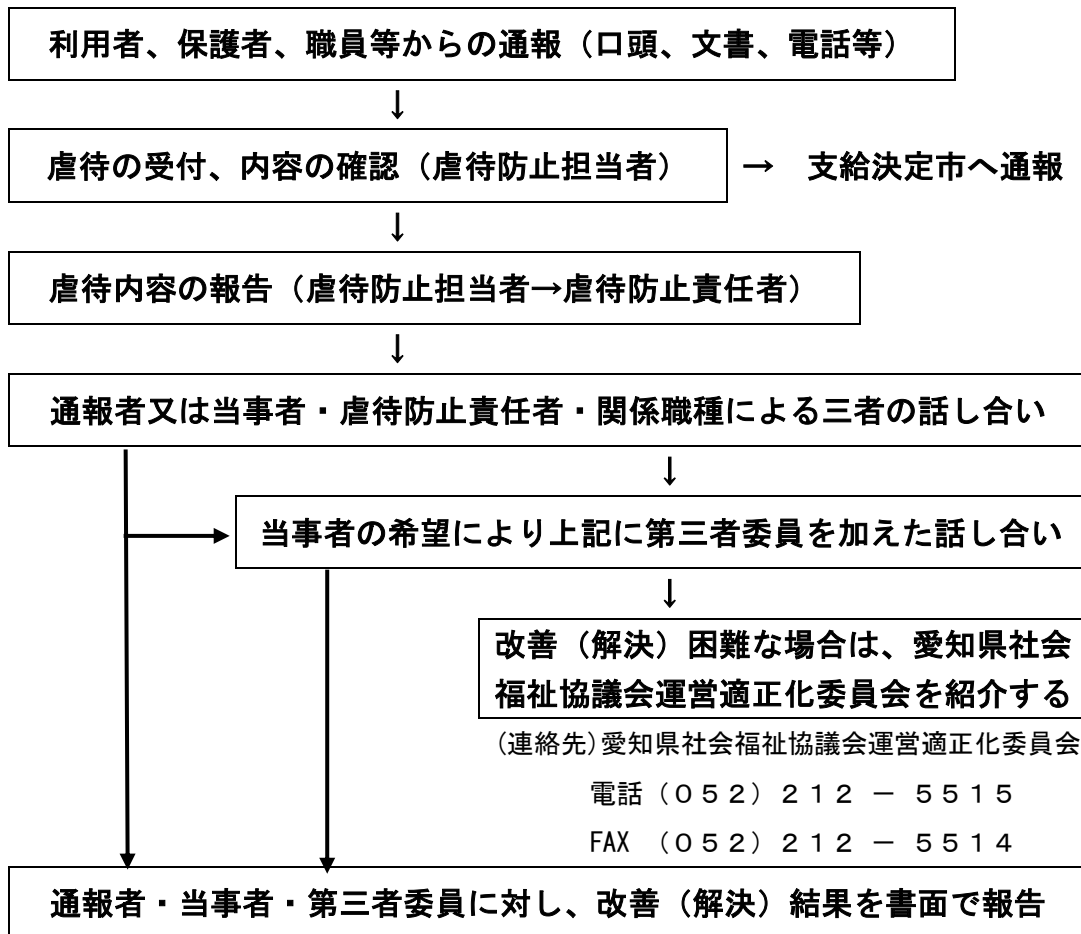 利用者、保護者、職員等からの通報（口頭、文書、電話等）
↓
虐待の受付、内容の確認（虐待防止担当者） → 支給決定市へ通報
↓
虐待内容の報告（虐待防止担当者→虐待防止責任者）
↓
通報者又は当事者・虐待防止責任者・関係職種による三者の話し合い
↓
当事者の希望により上記に第三者委員を加えた話し合い
↓
改善（解決）困難な場合は、愛知県社会
福祉協議会運営適正化委員会を紹介する
（連絡先）愛知県社会福祉協議会運営適正化委員会
電話（０５２）２１２ － ５５１５
FAX （０５２）２１２ － ５５１４
通報者・当事者・第三者委員に対し、改善（解決）結果を書面で報告